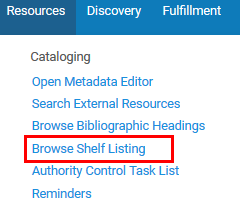 Resources Discovery Fulfillment
Cataloging
Open Metadata Editor
Search External Resources
Browse Bibliographic Headings
Browse Shelf Listing
Authority Control Task List
Reminders